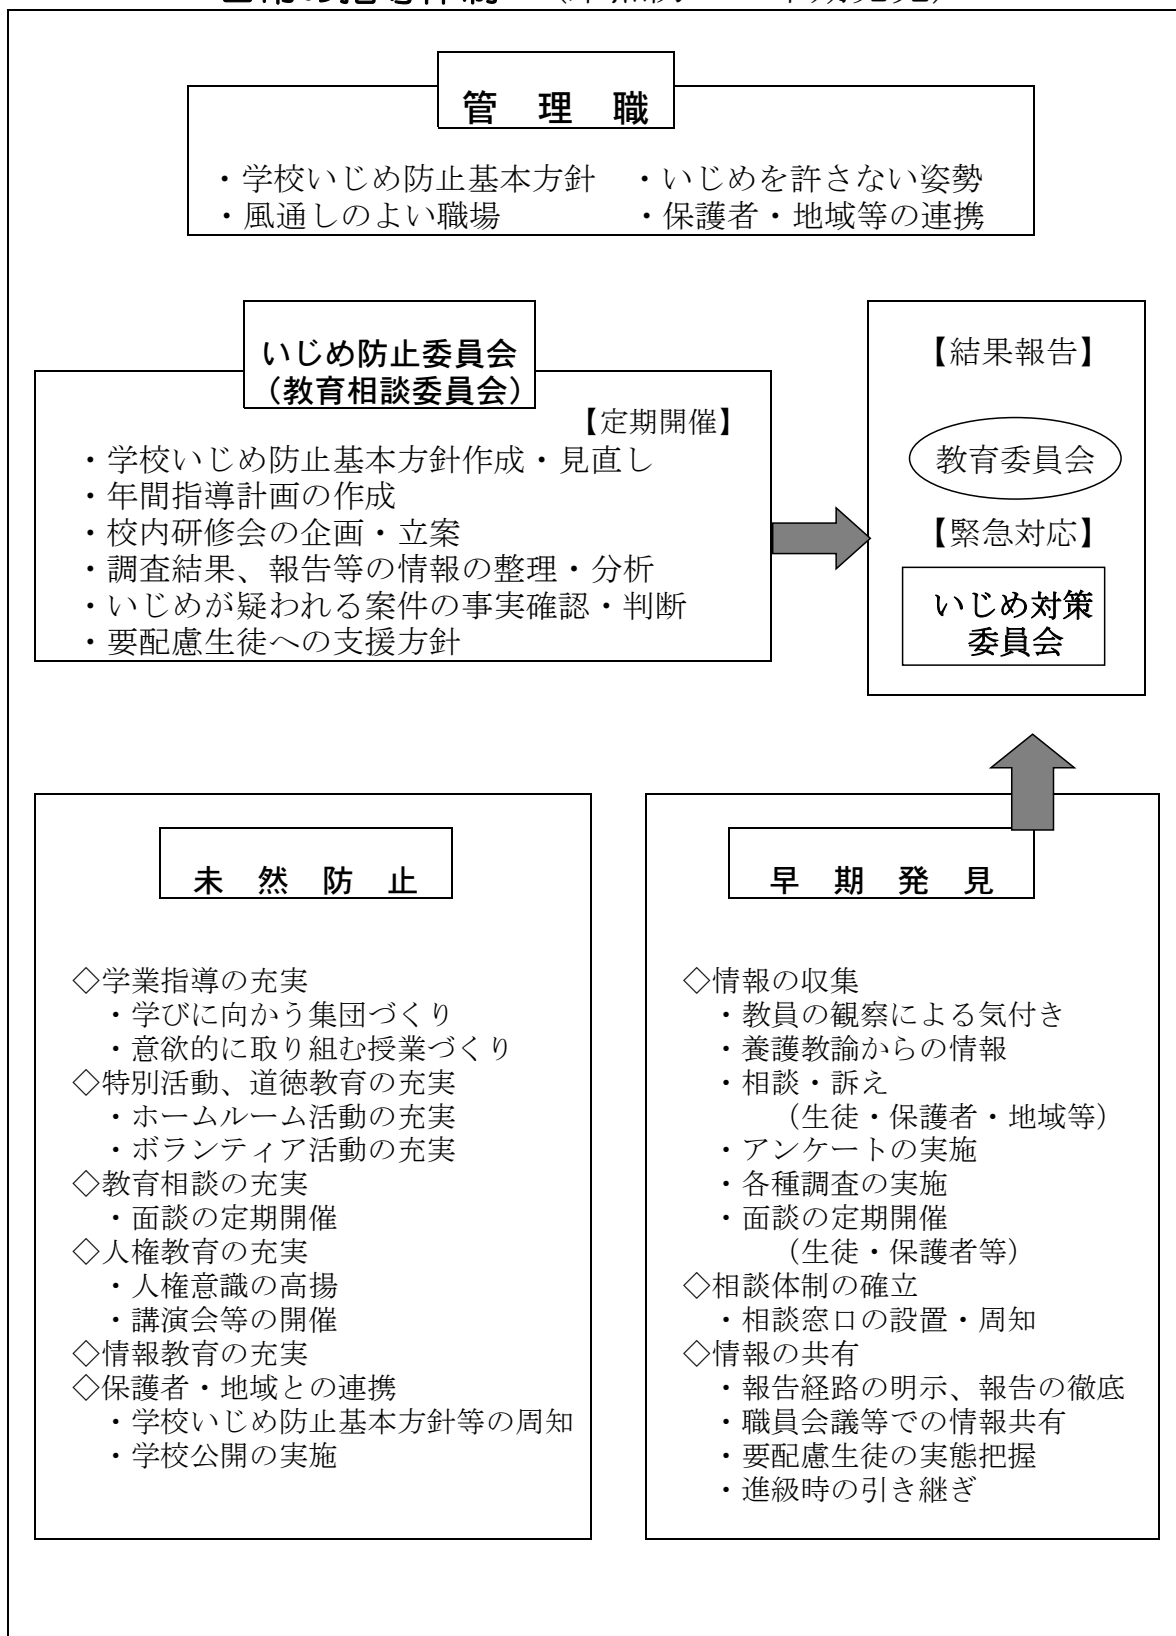 管　理　職
・学校いじめ防止基本方針　・いじめを許さない姿勢
・風通しのよい職場　　　　・保護者・地域等の連携
いじめ防止委員会
（教育相談委員会）
【定期開催】
・学校いじめ防止基本方針作成・見直し
・年間指導計画の作成
・校内研修会の企画・立案
・調査結果、報告等の情報の整理・分析
・いじめが疑われる案件の事実確認・判断
・要配慮生徒への支援方針
【結果報告】
教育委員会
【緊急対応】
いじめ対策
委員会
未　然　防　止
◇学業指導の充実
・学びに向かう集団づくり
・意欲的に取り組む授業づくり
◇特別活動、道徳教育の充実
・ホームルーム活動の充実
・ボランティア活動の充実
◇教育相談の充実
・面談の定期開催
◇人権教育の充実
・人権意識の高揚
・講演会等の開催
◇情報教育の充実
◇保護者・地域との連携
・学校いじめ防止基本方針等の周知
・学校公開の実施
早　期　発　見
◇情報の収集
・教員の観察による気付き
・養護教諭からの情報
・相談・訴え
（生徒・保護者・地域等）
・アンケートの実施
・各種調査の実施
・面談の定期開催
（生徒・保護者等）
◇相談体制の確立
・相談窓口の設置・周知
◇情報の共有
・報告経路の明示、報告の徹底
・職員会議等での情報共有
・要配慮生徒の実態把握
・進級時の引き継ぎ